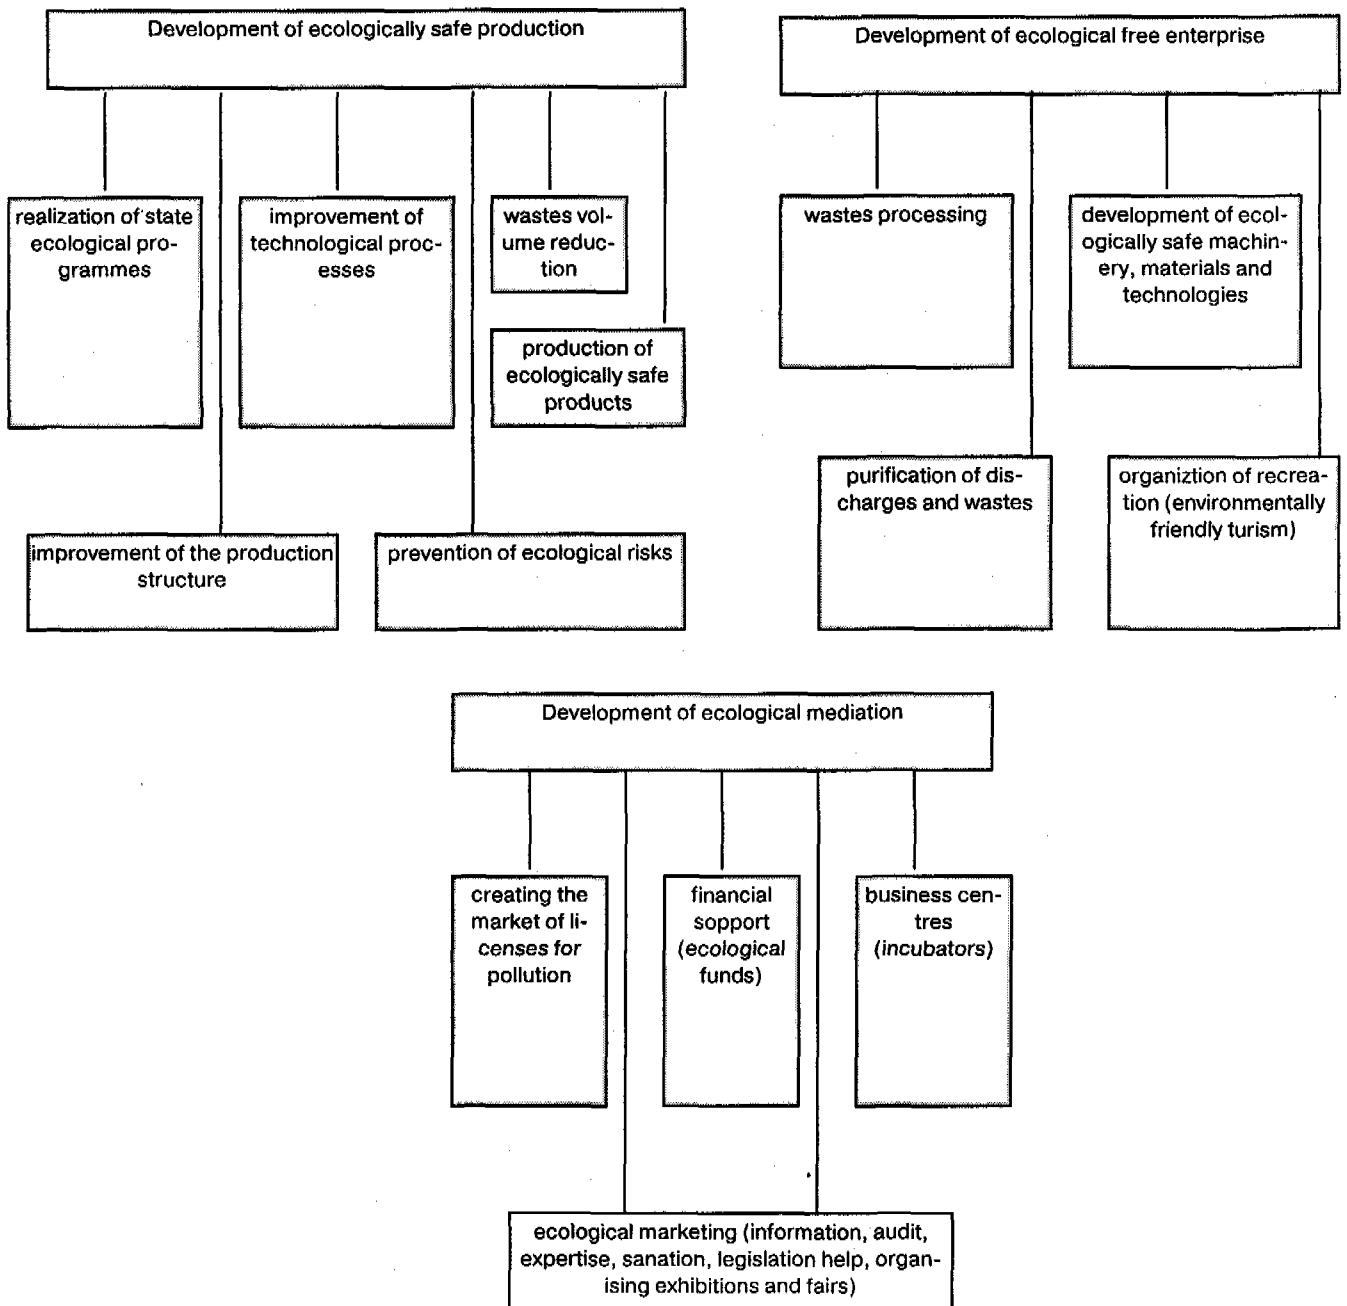 Development of ecologically safe production
realization of state
ecological pro-
grammes
improvement of
technological proc-
esses
wastes vol-
ume reduc-
tion
production of
ecologically safe
products
improvement of the production
structure
prevention of ecological risks
Development of ecological free enterprise
wastes processing
development of ecol-
ogically safe machin-
ery, materials and
technologies
purification of dis-
charges and wastes
organiztion of recrea-
tion (environmentally
friendly turism)
Development of ecological mediation
creating the
market of li-
censes for
pollution
financial
sopport
(ecological
funds)
business cen-
tres
(incubators)
ecological marketing (information, audit,
expertise, sanation, legislation help, organ-
ising exhibitions and fairs)